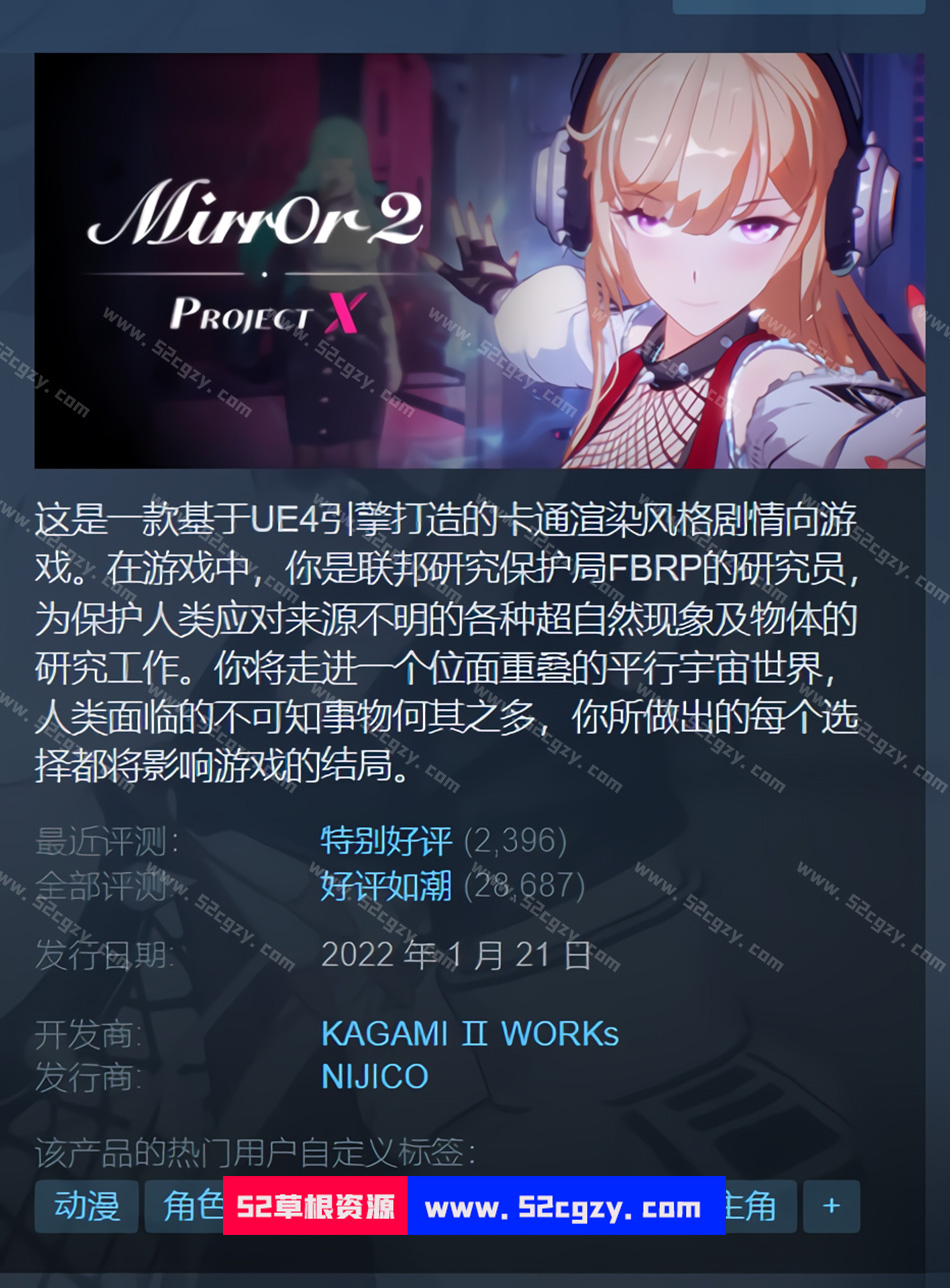 Mirr0r 2
PROJECT X
这是一款基于UE4引擎打造的卡通渲染风格剧情向游
戏。在游戏中，你是联邦研究保护局FBRP的研究员，
为保护人类应对来源不明的各种超自然现象及物体的
研究工作。你将走进一个位面重叠的平行宇宙世界，
人类面临的不可知事物何其之多，你所做出的每个选
择都将影响游戏的结局。
最近评测： 特别好评 (2,396)
全部评测： 好评如潮 (28,687)
发行日期: 2022 年 1 月 21 日
开发商: KAGAMI Ⅱ WORKs
发行商: NIJICO
该产品的热门用户自定义标签：
动漫 角色 52草根资源 www.52cgzy.com 主角 +
www.52cgzy.com